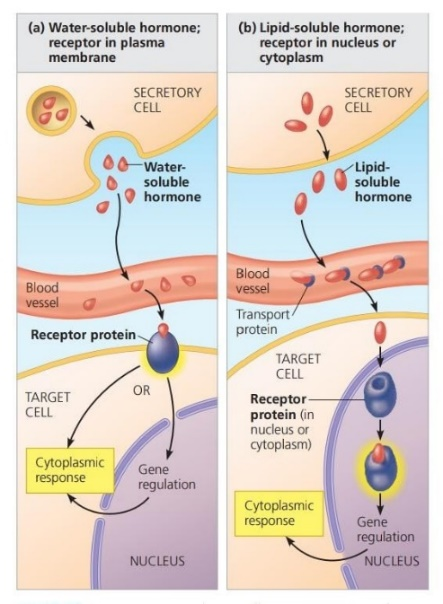 (a) Water-soluble hormone;
receptor in plasma
membrane
SECRETORY
CELL
Water-
soluble
hormone
Blood
vessel
Receptor protein
TARGET
CELL
OR
Cytoplasmic
response
Gene
regulation
NUCLEUS
(b) Lipid-soluble hormone;
receptor in nucleus or
cytoplasm
SECRETORY
CELL
Lipid-
soluble
hormone
Blood
vessel
Transport
protein
TARGET
CELL
Receptor
protein (in
nucleus or
cytoplasm)
Cytoplasmic
response
Gene
regulation
NUCLEUS